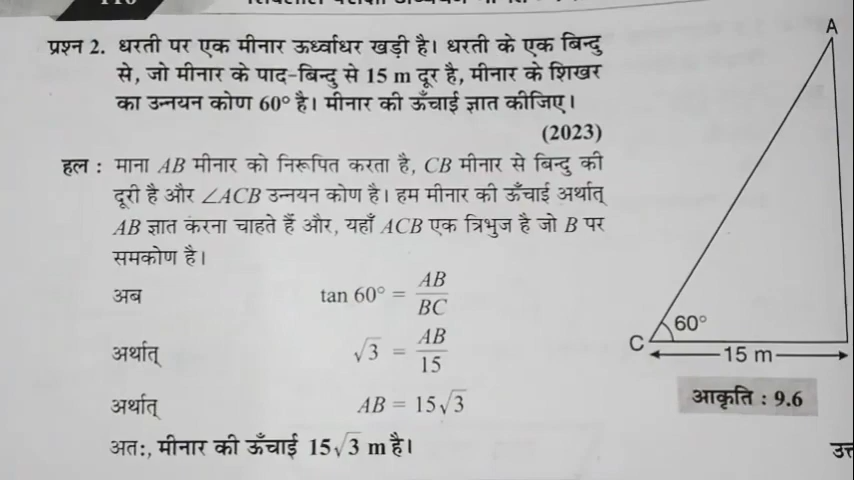 116
प्रश्न 2. धरती पर एक मीनार ऊर्ध्वाधर खड़ी है। धरती के एक बिन्दु
से, जो मीनार के पाद-बिन्दु से 15 m दूर है, मीनार के शिखर
का उन्नयन कोण 60° है। मीनार की ऊँचाई ज्ञात कीजिए।
(2023)
हल : माना AB मीनार को निरूपित करता है, CB मीनार से बिन्दु की
दूरी है और ∠ACB उन्नयन कोण है। हम मीनार की ऊँचाई अर्थात्
AB ज्ञात करना चाहते हैं और, यहाँ ACB एक त्रिभुज है जो B पर
समकोण है।
अब tan 60° = AB/BC
अर्थात् √3 = AB/15
अर्थात् AB = 15√3
अतः, मीनार की ऊँचाई 15√3 m है।
A
60°
C
15 m
आकृति : 9.6